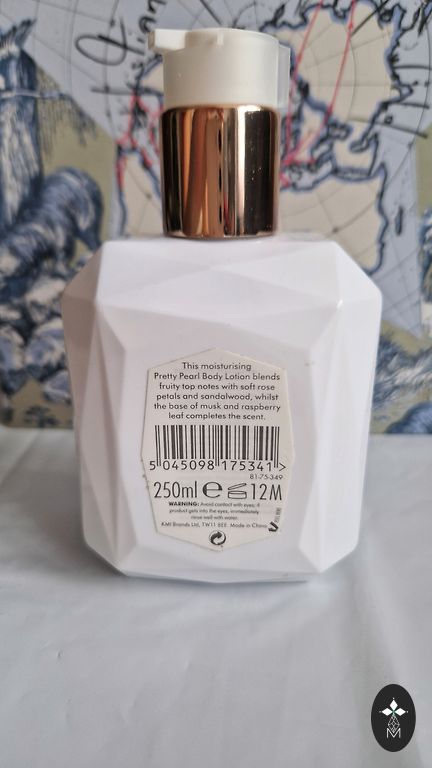 This moisturising
Pretty Pearl Body Lotion blends
fruity top notes with soft rose
petals and sandalwood, whilst
the base of musk and raspberry
leaf completes the scent.
5 045098 175341 >
81-75-349
250ml ℮ 12M
WARNING: Avoid contact with eyes; if
product gets into the eyes, immediately
rinse well with water.
KMI Brands Ltd, TW11 8EE. Made in China.